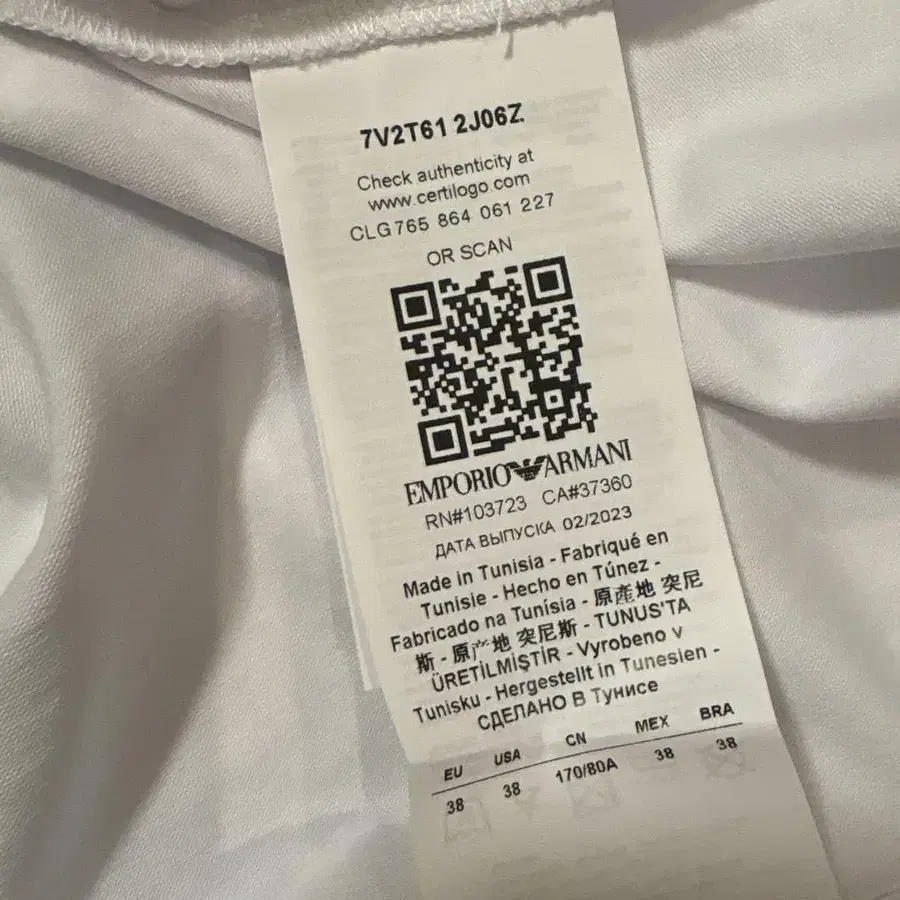 7V2T61 2J06Z
Check authenticity at
www.certilogo.com
CLG765 864 061 227
OR SCAN
EMPORIO ARMANI
RN#103723 CA#37360
ДАТА ВЫПУСКА 02/2023
Made in Tunisia - Fabriqué en
Tunisie - Hecho en Túnez -
Fabricado na Tunísia - 原產地 突尼
斯 - 原产地 突尼斯 - TUNUS'TA
ÜRETİLMİŞTİR - Vyrobeno v
Tunisku - Hergestellt in Tunesien -
СДЕЛАНО В Тунисе
EU USA CN MEX BRA
38 38 170/80A 38 38